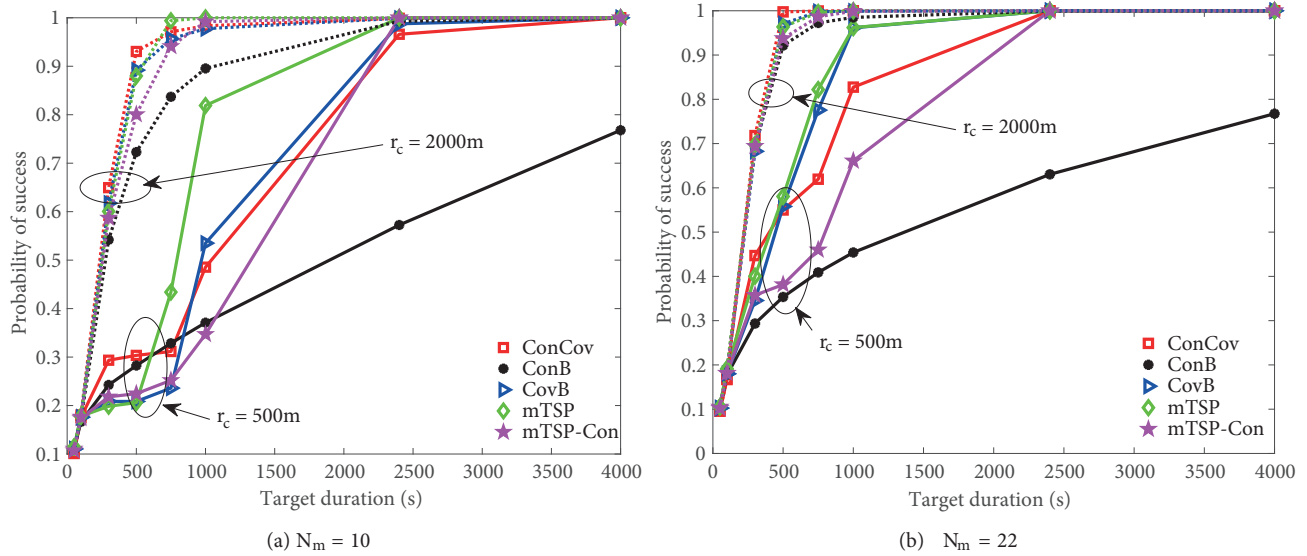 1
0.9
0.8
0.7
0.6
0.5
0.4
0.3
0.2
0.1
Probability of success
0 500 1000 1500 2000 2500 3000 3500 4000
Target duration (s)
r_c = 2000m
r_c = 500m
ConCov
ConB
CovB
mTSP
mTSP-Con
(a) N_m = 10
1
0.9
0.8
0.7
0.6
0.5
0.4
0.3
0.2
0.1
0
Probability of success
0 500 1000 1500 2000 2500 3000 3500 4000
Target duration (s)
r_c = 2000m
r_c = 500m
ConCov
ConB
CovB
mTSP
mTSP-Con
(b) N_m = 22